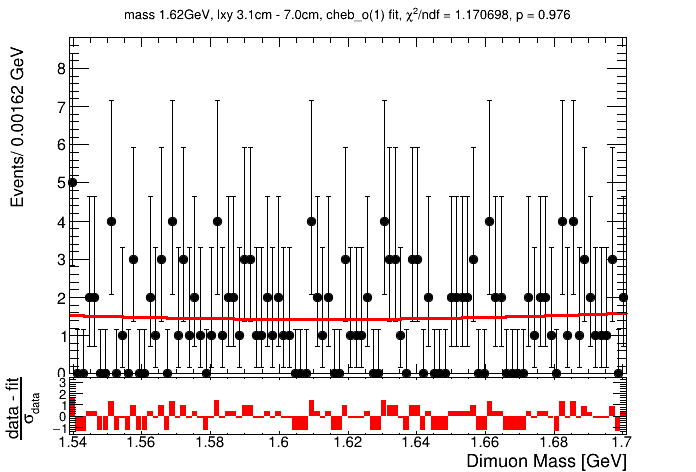 mass 1.62GeV, lxy 3.1cm - 7.0cm, cheb_o(1) fit, χ²/ndf = 1.170698, p = 0.976
Events/ 0.00162 GeV
8
7
6
5
4
3
2
1
0
data - fit
σdata
3
2
1
0
−1
1.54 1.56 1.58 1.6 1.62 1.64 1.66 1.68 1.7
Dimuon Mass [GeV]